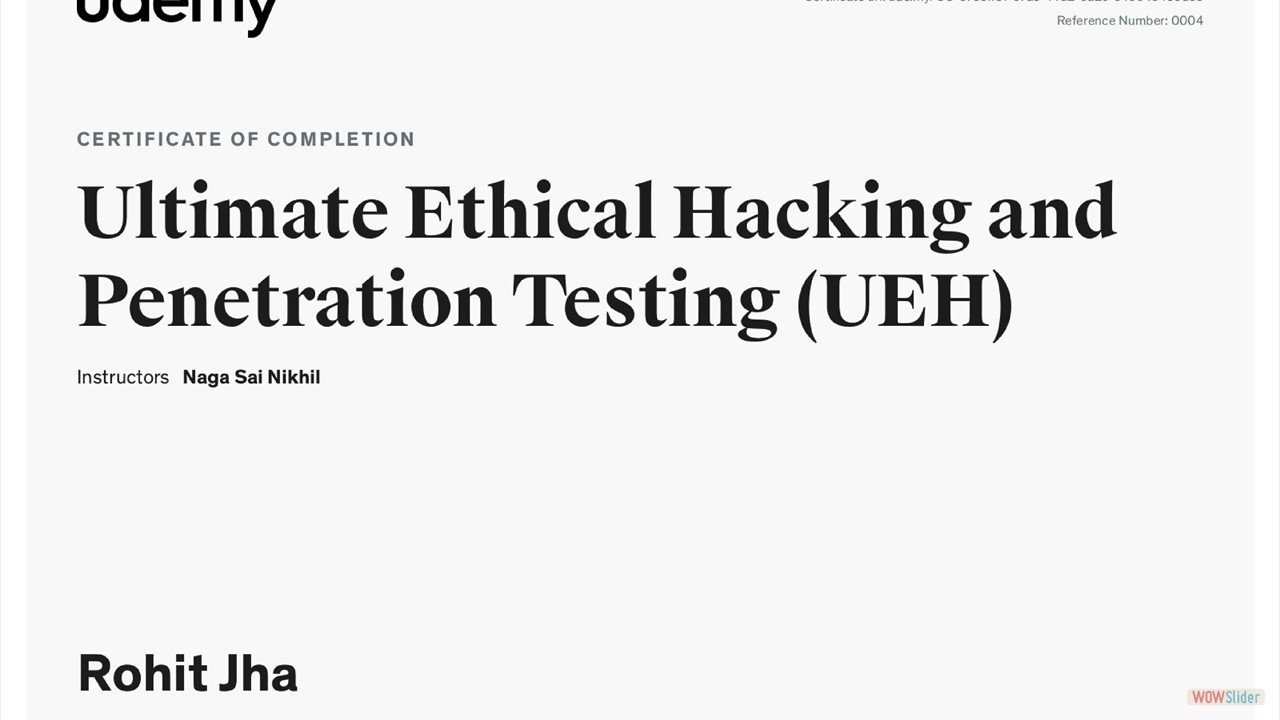 udemy
Reference Number: 0004
CERTIFICATE OF COMPLETION
Ultimate Ethical Hacking and
Penetration Testing (UEH)
Instructors Naga Sai Nikhil
Rohit Jha
WOWSlider